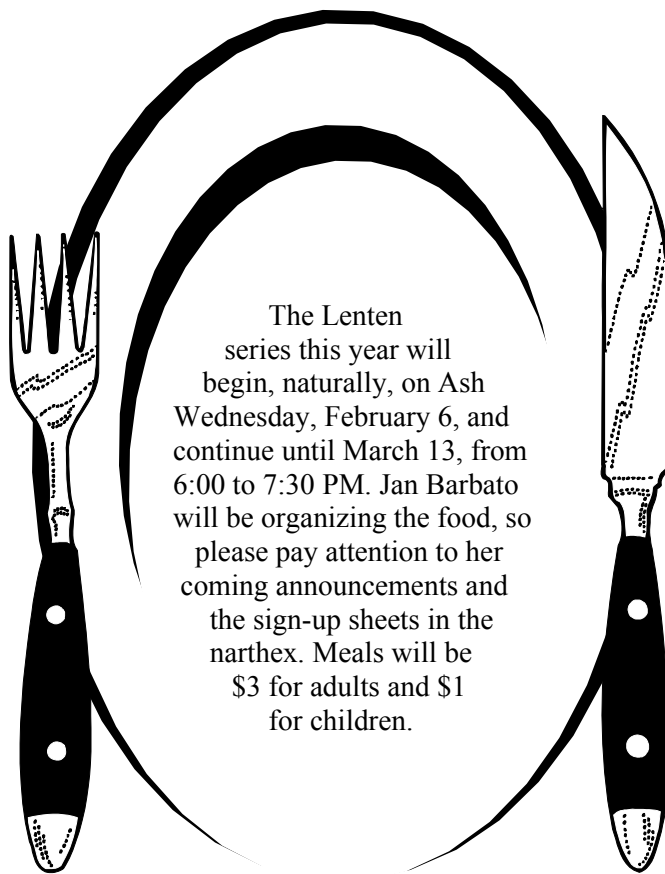 The Lenten
series this year will
begin, naturally, on Ash
Wednesday, February 6, and
continue until March 13, from
6:00 to 7:30 PM. Jan Barbato
will be organizing the food, so
please pay attention to her
coming announcements and
the sign-up sheets in the
narthex. Meals will be
$3 for adults and $1
for children.